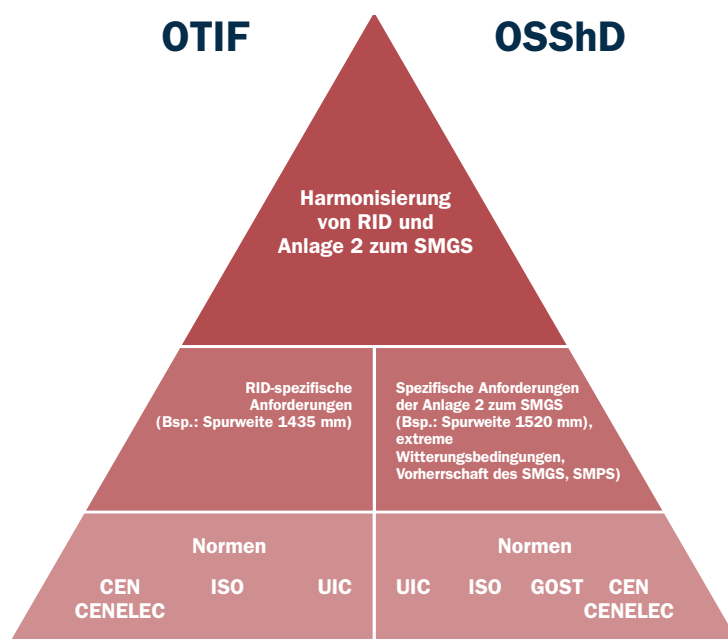 OTIF
OSShD
Harmonisierung
von RID und
Anlage 2 zum SMGS
RID-spezifische
Anforderungen
(Bsp.: Spurweite 1435 mm)
Spezifische Anforderungen
der Anlage 2 zum SMGS
(Bsp.: Spurweite 1520 mm),
extreme
Witterungsbedingungen,
Vorherrschaft des SMGS, SMPS)
Normen
CEN ISO UIC
CENELEC
Normen
UIC ISO GOST CEN
CENELEC